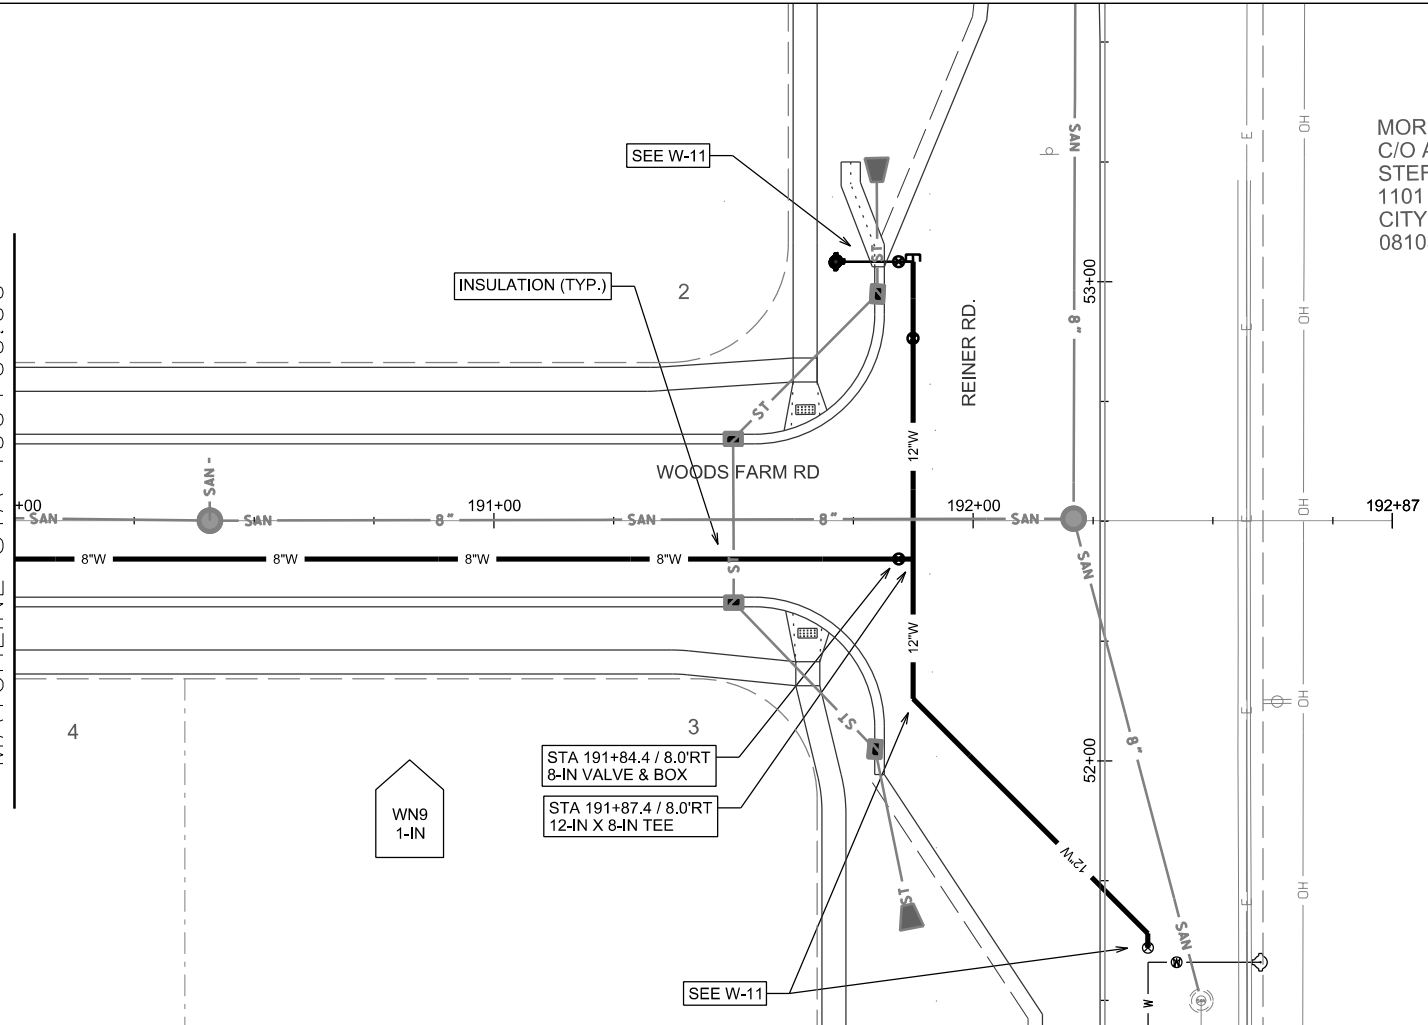 MOR
C/O A
STEF
1101
CITY
0810
SEE W-11
INSULATION (TYP.)
2
ST
SAN
E
OH
53+00
REINER RD.
8"
E
OH
ST
12"W
WOODS FARM RD
SAN -
+00
191+00
192+00
192+87
SAN
SAN
8"
SAN
8"
SAN
E
OH
8"W
8"W
8"W
8"W
ST
SAN
12"W
4
3
ST
E
OH
STA 191+84.4 / 8.0'RT
8-IN VALVE & BOX
STA 191+87.4 / 8.0'RT
12-IN X 8-IN TEE
WN9
1-IN
52+00
8"
12"W
ST
E
OH
SAN
SEE W-11
W